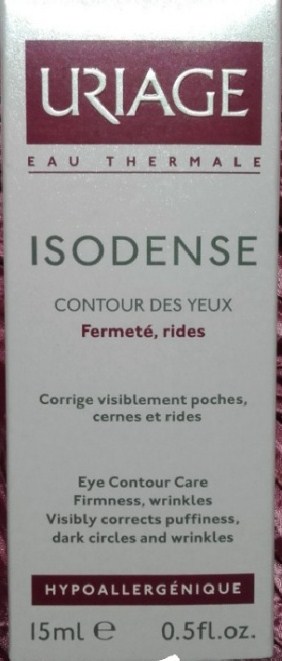 URIAGE
EAU THERMALE
ISODENSE
CONTOUR DES YEUX
Fermeté, rides
Corrige visiblement poches,
cernes et rides
Eye Contour Care
Firmness, wrinkles
Visibly corrects puffiness,
dark circles and wrinkles
HYPOALLERGÉNIQUE
15ml ℮ 0.5fl.oz.